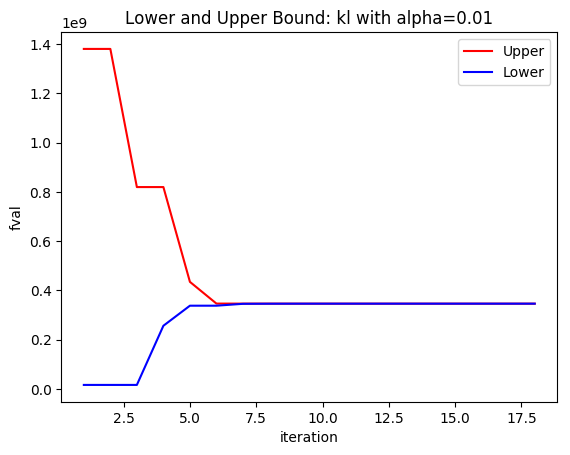 Lower and Upper Bound: kl with alpha=0.01
1e9
1.4
1.2
1.0
0.8
0.6
0.4
0.2
0.0
fval
Upper
Lower
2.5 5.0 7.5 10.0 12.5 15.0 17.5
iteration